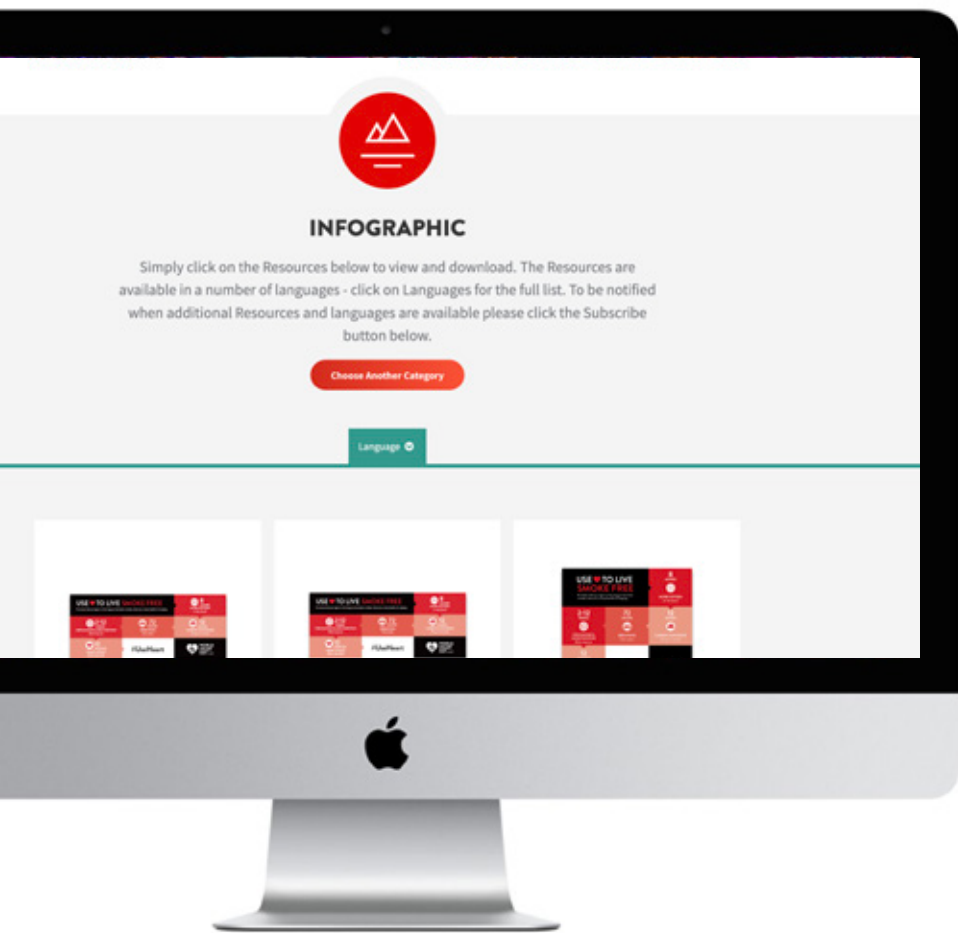 INFOGRAPHIC
Simply click on the Resources below to view and download. The Resources are
available in a number of languages - click on Languages for the full list. To be notified
when additional Resources and languages are available please click the Subscribe
button below.
Choose Another Category
Language
USE TO LIVE SMOKE FREE
#UseHeart
USE TO LIVE SMOKE FREE
#UseHeart
USE TO LIVE
SMOKE FREE